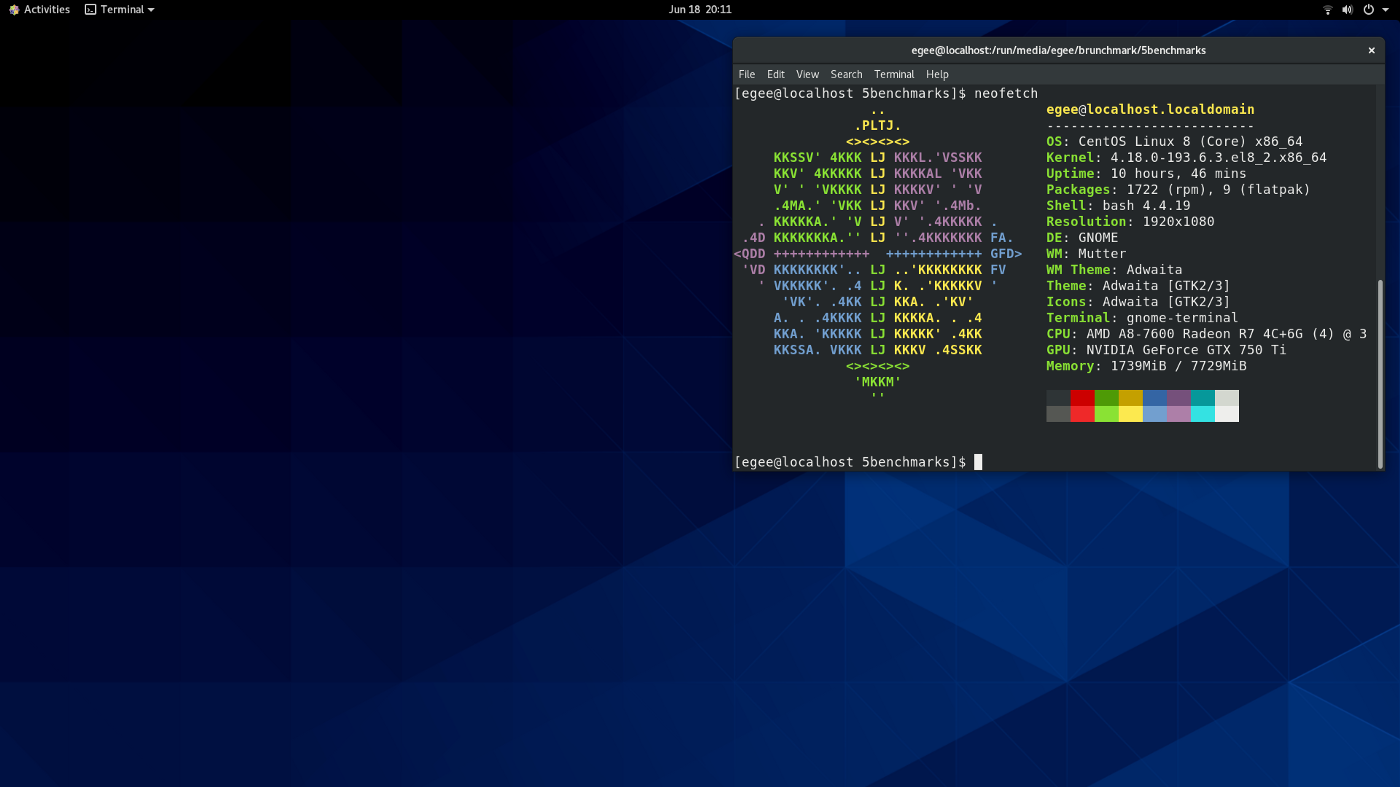 Activities Terminal Jun 18 20:11
egee@localhost:/run/media/egee/brunchmark/5benchmarks ×
File Edit View Search Terminal Help
[egee@localhost 5benchmarks]$ neofetch
.. egee@localhost.localdomain
.PLTJ. --------------------------
<><><><> OS: CentOS Linux 8 (Core) x86_64
KKSSV' 4KKK LJ KKKL.'VSSKK Kernel: 4.18.0-193.6.3.el8_2.x86_64
KKV' 4KKKKK LJ KKKKAL 'VKK Uptime: 10 hours, 46 mins
V' ' 'VKKKK LJ KKKKV' ' 'V Packages: 1722 (rpm), 9 (flatpak)
.4MA.' 'VKK LJ KKV' '.4Mb. Shell: bash 4.4.19
. KKKKKA.' 'V LJ V' '.4KKKKK . Resolution: 1920x1080
.4D KKKKKKKA.'' LJ ''.4KKKKKKK FA. DE: GNOME
<QDD ++++++++++++ ++++++++++++ GFD> WM: Mutter
'VD KKKKKKKK'.. LJ ..'KKKKKKKK FV WM Theme: Adwaita
' VKKKKK'. .4 LJ K. .'KKKKKV ' Theme: Adwaita [GTK2/3]
'VK'. .4KK LJ KKA. .'KV' Icons: Adwaita [GTK2/3]
A. . .4KKKK LJ KKKKA. . .4 Terminal: gnome-terminal
KKA. 'KKKKK LJ KKKKK' .4KK CPU: AMD A8-7600 Radeon R7 4C+6G (4) @ 3
KKSSA. VKKK LJ KKKV .4SSKK GPU: NVIDIA GeForce GTX 750 Ti
<><><><> Memory: 1739MiB / 7729MiB
'MKKM'
''
[egee@localhost 5benchmarks]$